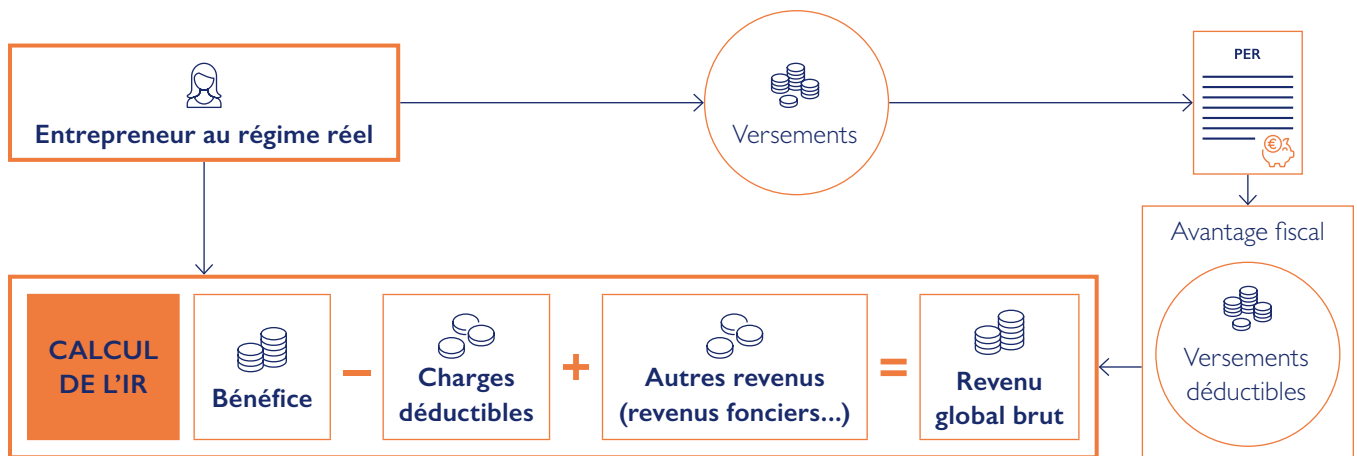 Entrepreneur au régime réel
Versements
PER
€
Avantage fiscal
Versements
déductibles
CALCUL
DE L’IR
Bénéfice
–
Charges
déductibles
+
Autres revenus
(revenus fonciers...)
=
Revenu
global brut